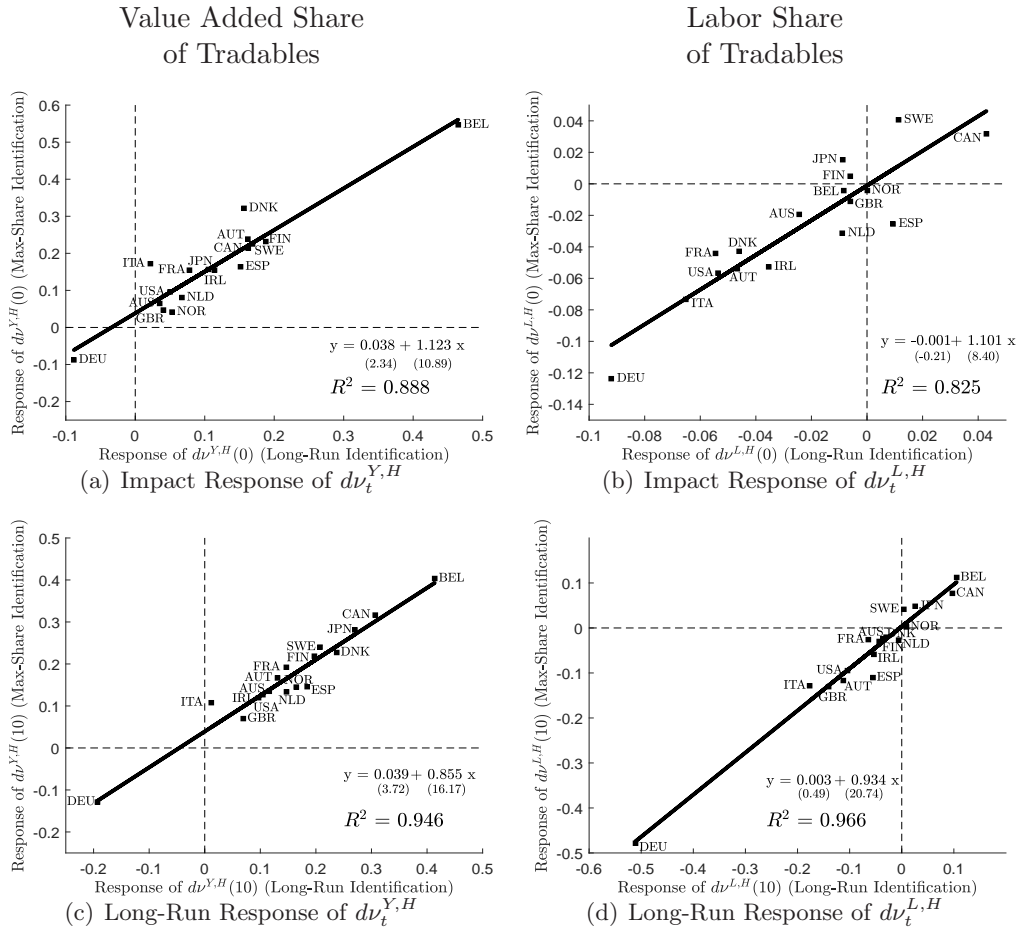 Value Added Share
of Tradables
Labor Share
of Tradables
Response of dν^{Y,H}(0) (Max-Share Identification)
0.6
0.5
0.4
0.3
0.2
0.1
0
-0.1
-0.2
BEL
DNK
AUT
FIN
CAN
SWE
ITA
FRA
JPN
IRL
ESP
USA
NLD
AUS
GBR
NOR
DEU
y = 0.038 + 1.123 x
(2.34) (10.89)
R² = 0.888
-0.1 0 0.1 0.2 0.3 0.4 0.5
Response of dν^{Y,H}(0) (Long-Run Identification)
(a) Impact Response of dν_t^{Y,H}
Response of dν^{L,H}(0) (Max-Share Identification)
0.04
0.02
0
-0.02
-0.04
-0.06
-0.08
-0.1
-0.12
-0.14
SWE
CAN
JPN
FIN
BEL
NOR
GBR
AUS
ESP
NLD
DNK
FRA
IRL
USA
AUT
ITA
DEU
y = -0.001+ 1.101 x
(-0.21) (8.40)
R² = 0.825
-0.1 -0.08 -0.06 -0.04 -0.02 0 0.02 0.04
Response of dν^{L,H}(0) (Long-Run Identification)
(b) Impact Response of dν_t^{L,H}
Response of dν^{Y,H}(10) (Max-Share Identification)
0.5
0.4
0.3
0.2
0.1
0
-0.1
-0.2
BEL
CAN
JPN
SWE
DNK
FIN
FRA
AUT
NOR
AUS
ESP
IRL
NLD
USA
ITA
GBR
DEU
y = 0.039 + 0.855 x
(3.72) (16.17)
R² = 0.946
-0.2 -0.1 0 0.1 0.2 0.3 0.4 0.5
Response of dν^{Y,H}(10) (Long-Run Identification)
(c) Long-Run Response of dν_t^{Y,H}
Response of dν^{L,H}(10) (Max-Share Identification)
0.1
0
-0.1
-0.2
-0.3
-0.4
-0.5
BEL
CAN
SWE
JPN
NOR
FRA
AUS
DNK
NLD
FIN
IRL
USA
ESP
AUT
ITA
GBR
DEU
y = 0.003 + 0.934 x
(0.49) (20.74)
R² = 0.966
-0.6 -0.5 -0.4 -0.3 -0.2 -0.1 0 0.1
Response of dν^{L,H}(10) (Long-Run Identification)
(d) Long-Run Response of dν_t^{L,H}